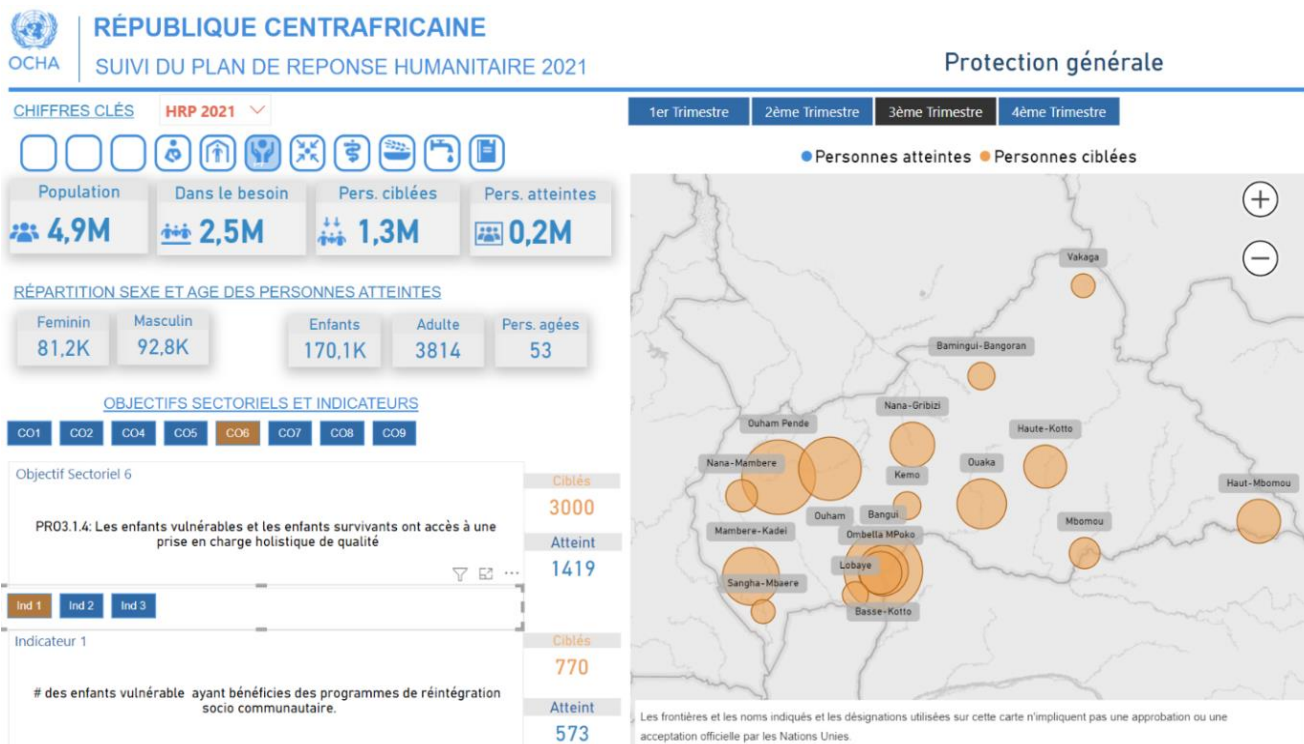 OCHA
RÉPUBLIQUE CENTRAFRICAINE
SUIVI DU PLAN DE REPONSE HUMANITAIRE 2021
Protection générale
CHIFFRES CLÉS
HRP 2021
Population
4,9M
Dans le besoin
2,5M
Pers. ciblées
1,3M
Pers. atteintes
0,2M
RÉPARTITION SEXE ET AGE DES PERSONNES ATTEINTES
Feminin
81,2K
Masculin
92,8K
Enfants
170,1K
Adulte
3814
Pers. agées
53
OBJECTIFS SECTORIELS ET INDICATEURS
CO1 CO2 CO4 CO5 CO6 CO7 CO8 CO9
Objectif Sectoriel 6
PR03.1.4: Les enfants vulnérables et les enfants survivants ont accès à une
prise en charge holistique de qualité
Ciblés
3000
Atteint
1419
Ind 1 Ind 2 Ind 3
Indicateur 1
# des enfants vulnérable ayant bénéficies des programmes de réintégration
socio communautaire.
Ciblés
770
Atteint
573
1er Trimestre 2ème Trimestre 3ème Trimestre 4ème Trimestre
Personnes atteintes Personnes ciblées
Vakaga
Bamingui-Bangoran
Nana-Gribizi
Ouham Pende
Haute-Kotto
Nana-Mambere
Kemo
Ouaka
Haut-Mbomou
Ouham
Bangui
Mbomou
Mambere-Kadei
Ombella MPoko
Lobaye
Sangha-Mbaere
Basse-Kotto
Les frontières et les noms indiqués et les désignations utilisées sur cette carte n'impliquent pas une approbation ou une
acceptation officielle par les Nations Unies.